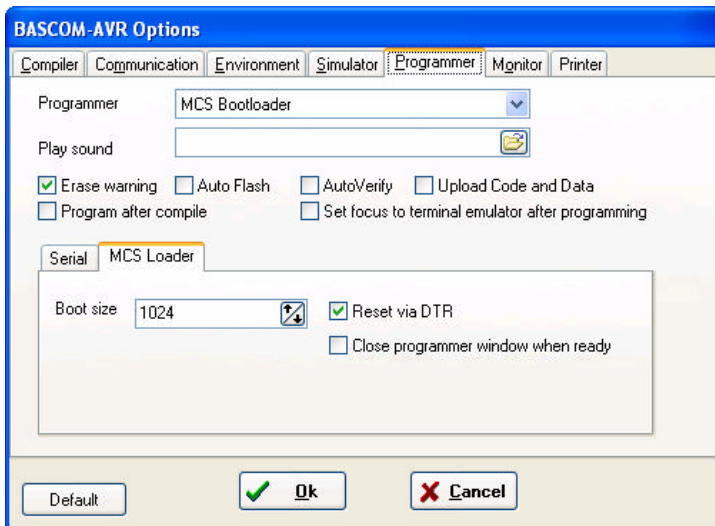 BASCOM-AVR Options
Compiler Communication Environment Simulator Programmer Monitor Printer
Programmer MCS Bootloader
Play sound
Erase warning Auto Flash AutoVerify Upload Code and Data
Program after compile Set focus to terminal emulator after programming
Serial MCS Loader
Boot size 1024 Reset via DTR
Close programmer window when ready
Default Ok Cancel